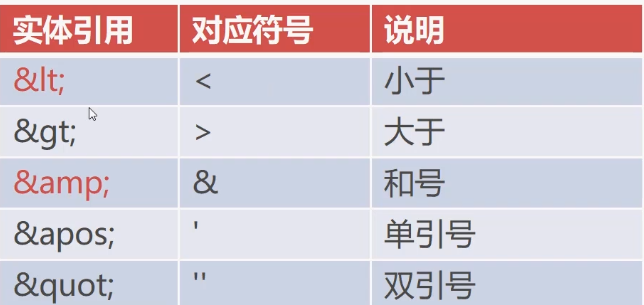 实体引用 对应符号 说明
&lt; < 小于
&gt; > 大于
&amp; & 和号
&apos; ' 单引号
&quot; '' 双引号